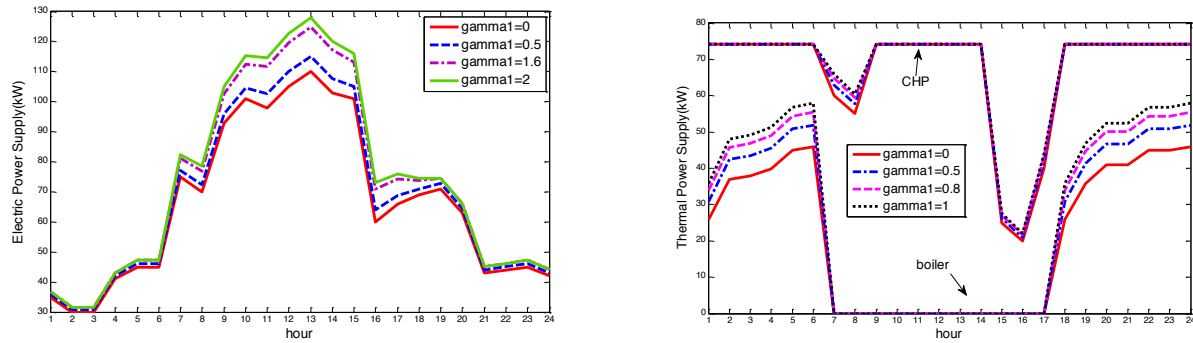 130
120
110
100
90
80
70
60
50
40
30
Electric Power Supply(kW)
gamma1=0
gamma1=0.5
gamma1=1.6
gamma1=2
1 2 3 4 5 6 7 8 9 10 11 12 13 14 15 16 17 18 19 20 21 22 23 24
hour
80
70
60
50
40
30
20
10
0
Thermal Power Supply(kW)
CHP
gamma1=0
gamma1=0.5
gamma1=0.8
gamma1=1
boiler
1 2 3 4 5 6 7 8 9 10 11 12 13 14 15 16 17 18 19 20 21 22 23 24
hour